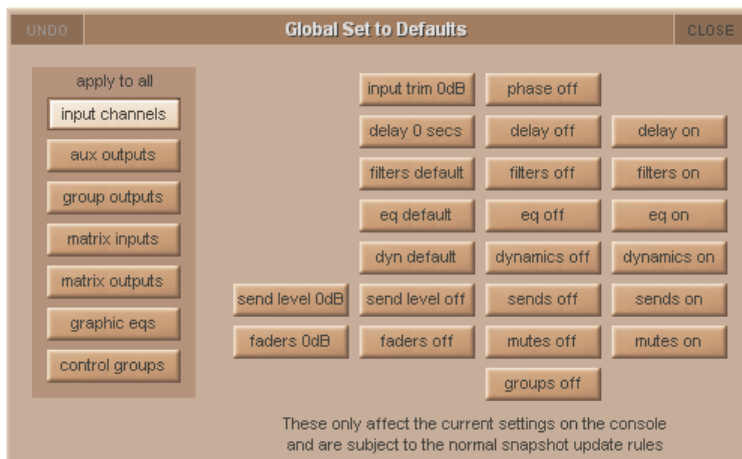 UNDO
Global Set to Defaults
CLOSE
apply to all
input channels
aux outputs
group outputs
matrix inputs
matrix outputs
graphic eqs
control groups
input trim 0dB
phase off
delay 0 secs
delay off
delay on
filters default
filters off
filters on
eq default
eq off
eq on
dyn default
dynamics off
dynamics on
send level 0dB
send level off
sends off
sends on
faders 0dB
faders off
mutes off
mutes on
groups off
These only affect the current settings on the console
and are subject to the normal snapshot update rules